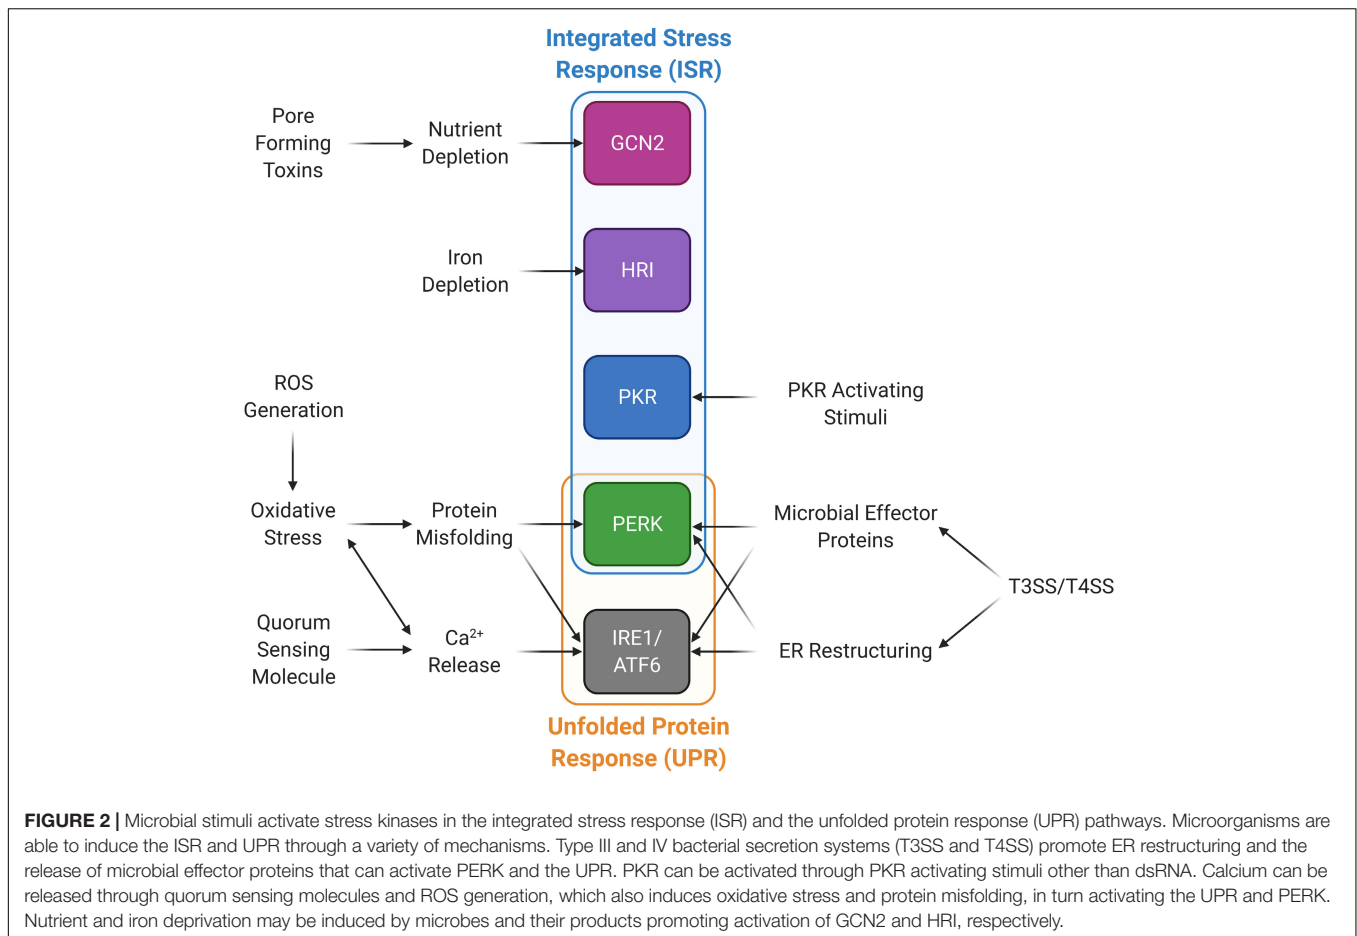 Integrated Stress
Response (ISR)
Pore
Forming
Toxins
Nutrient
Depletion
GCN2
Iron
Depletion
HRI
ROS
Generation
PKR
PKR Activating
Stimuli
Oxidative
Stress
Protein
Misfolding
PERK
Microbial Effector
Proteins
T3SS/T4SS
Quorum
Sensing
Molecule
Ca²⁺
Release
IRE1/
ATF6
ER Restructuring
Unfolded Protein
Response (UPR)
FIGURE 2 | Microbial stimuli activate stress kinases in the integrated stress response (ISR) and the unfolded protein response (UPR) pathways. Microorganisms are
able to induce the ISR and UPR through a variety of mechanisms. Type III and IV bacterial secretion systems (T3SS and T4SS) promote ER restructuring and the
release of microbial effector proteins that can activate PERK and the UPR. PKR can be activated through PKR activating stimuli other than dsRNA. Calcium can be
released through quorum sensing molecules and ROS generation, which also induces oxidative stress and protein misfolding, in turn activating the UPR and PERK.
Nutrient and iron deprivation may be induced by microbes and their products promoting activation of GCN2 and HRI, respectively.